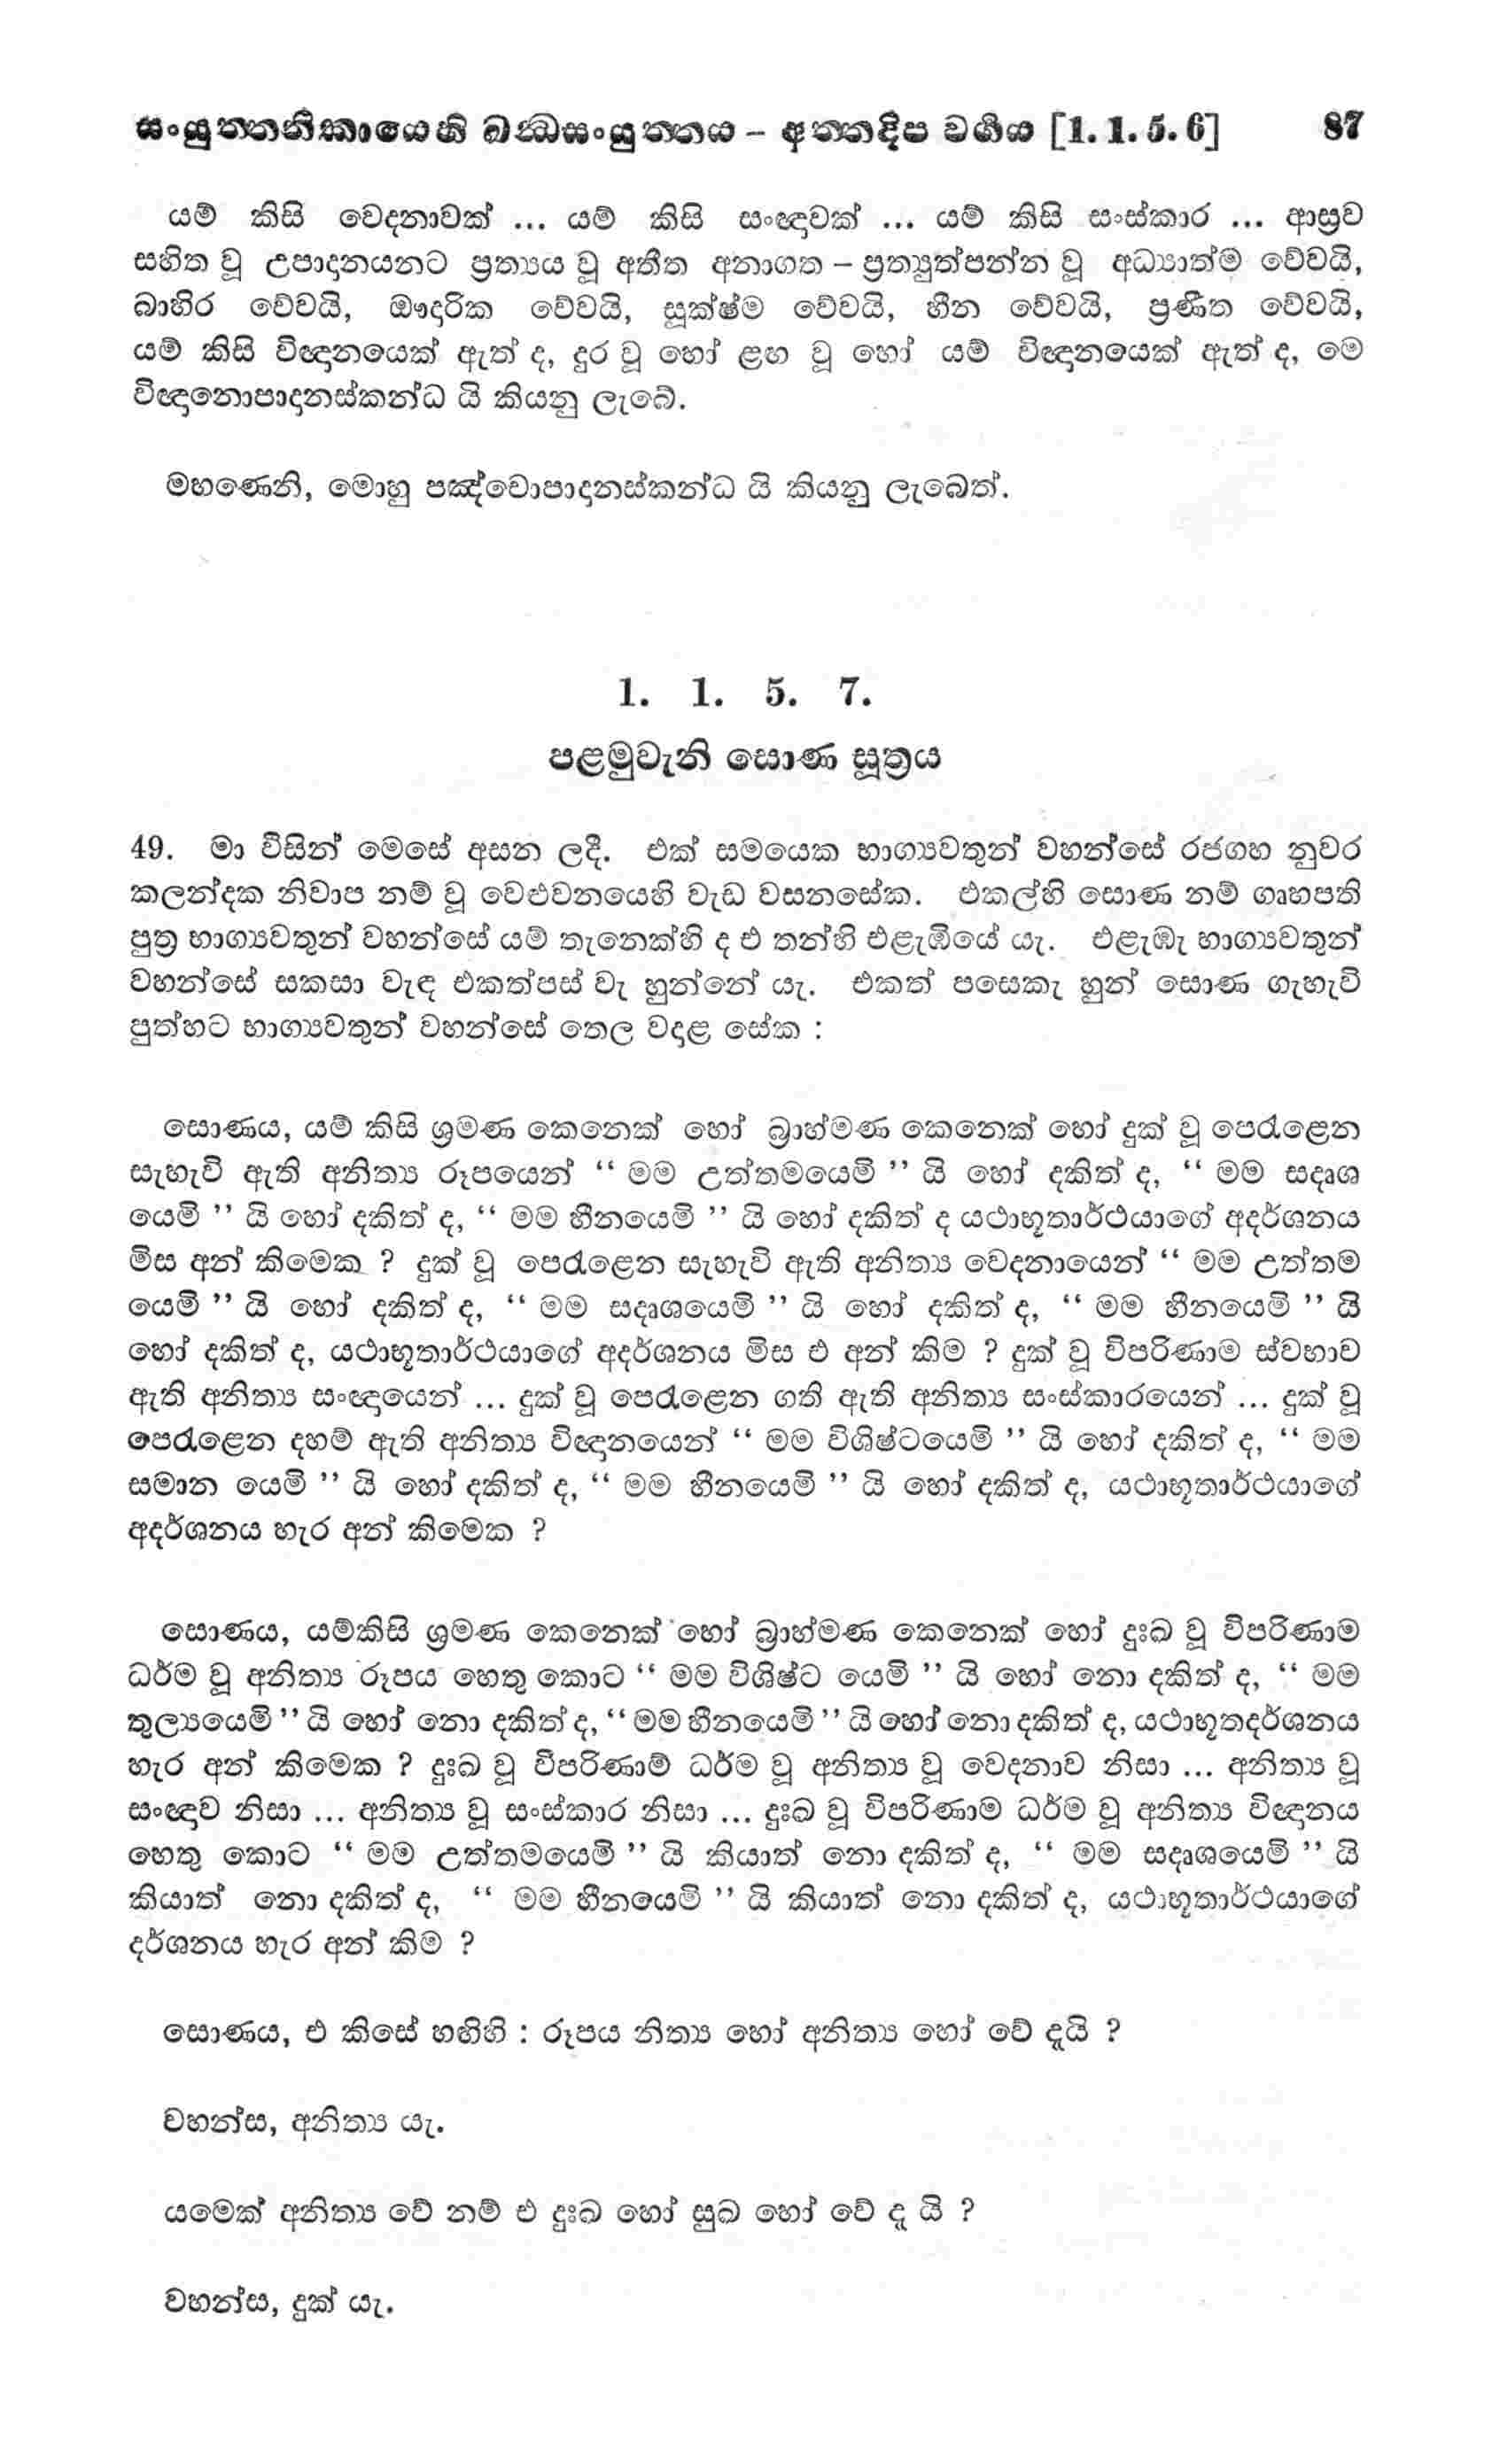 සංයුත්තනිකායෙහි ඛන්ධසංයුත්තය – අත්තදීප වර්ගය [1. 1. 5. 6] 87
යම් කිසි වෙදනාවක් ... යම් කිසි සංඥාවක් ... යම් කිසි සංස්කාර ... ආස්‍රව
සහිත වූ උපාදානයනට ප්‍රත්‍යය වූ අතීත අනාගත – ප්‍රත්‍යුත්පන්න වූ අධ්‍යාත්ම වේවයි,
බාහිර වේවයි, ඖදාරික වේවයි, සූක්ෂ්ම වේවයි, හීන වේවයි, ප්‍රණීත වේවයි,
යම් කිසි විඥානයෙක් ඇත් ද, දුර වූ හෝ ළඟ වූ හෝ යම් විඥානයෙක් ඇත් ද, මෙ
විඥානොපාදානස්කන්ධ යි කියනු ලැබේ.
මහණෙනි, මොහු පඤ්චොපාදානස්කන්ධ යි කියනු ලැබෙත්.
1. 1. 5. 7.
පළමුවැනි සොණ සූත්‍රය
49. මා විසින් මෙසේ අසන ලදී. එක් සමයෙක භාග්‍යවතුන් වහන්සේ රජගහ නුවර
කලන්දක නිවාප නම් වූ වෙළුවනයෙහි වැඩ වසනසේක. එකල්හි සොණ නම් ගෘහපති
පුත්‍ර භාග්‍යවතුන් වහන්සේ යම් තැනෙක්හි ද එ තන්හි එළැඹියේ යැ. එළැඹැ භාග්‍යවතුන්
වහන්සේ සකසා වැඳ එකත්පස් වැ හුන්නේ යැ. එකත් පසෙකැ හුන් සොණ ගැහැවි
පුත්හට භාග්‍යවතුන් වහන්සේ තෙල වදාළ සේක :
සොණය, යම් කිසි ශ්‍රමණ කෙනෙක් හෝ බ්‍රාහ්මණ කෙනෙක් හෝ දුක් වූ පෙරැළෙන
සැහැවි ඇති අනිත්‍ය රූපයෙන් “ මම උත්තමයෙමි ” යි හෝ දකිත් ද, “ මම සදෘශ
යෙමි ” යි හෝ දකිත් ද, “ මම හීනයෙමි ” යි හෝ දකිත් ද යථාභූතාර්ථයාගේ අදර්ශනය
මිස අන් කිමෙක ? දුක් වූ පෙරැළෙන සැහැවි ඇති අනිත්‍ය වෙදනායෙන් “ මම උත්තම
යෙමි ” යි හෝ දකිත් ද, “ මම සදෘශයෙමි ” යි හෝ දකිත් ද, “ මම හීනයෙමි ” යි
හෝ දකිත් ද, යථාභූතාර්ථයාගේ අදර්ශනය මිස එ අන් කිම ? දුක් වූ විපරිණාම ස්වභාව
ඇති අනිත්‍ය සංඥායෙන් ... දුක් වූ පෙරැළෙන ගති ඇති අනිත්‍ය සංස්කාරයෙන් ... දුක් වූ
පෙරැළෙන දහම් ඇති අනිත්‍ය විඥානයෙන් “ මම විශිෂ්ටයෙමි ” යි හෝ දකිත් ද, “ මම
සමාන යෙමි ” යි හෝ දකිත් ද, “ මම හීනයෙමි ” යි හෝ දකිත් ද, යථාභූතාර්ථයාගේ
අදර්ශනය හැර අන් කිමෙක ?
සොණය, යම්කිසි ශ්‍රමණ කෙනෙක් හෝ බ්‍රාහ්මණ කෙනෙක් හෝ දුඃඛ වූ විපරිණාම
ධර්ම වූ අනිත්‍ය රූපය හෙතු කොට “ මම විශිෂ්ට යෙමි ” යි හෝ නො දකිත් ද, “ මම
තුල්‍යයෙමි ” යි හෝ නො දකිත් ද, “ මම හීනයෙමි ” යි හෝ නො දකිත් ද, යථාභූතදර්ශනය
හැර අන් කිමෙක ? දුඃඛ වූ විපරිණාම් ධර්ම වූ අනිත්‍ය වූ වෙදනාව නිසා ... අනිත්‍ය වූ
සංඥාව නිසා ... අනිත්‍ය වූ සංස්කාර නිසා ... දුඃඛ වූ විපරිණාම ධර්ම වූ අනිත්‍ය විඥානය
හෙතු කොට “ මම උත්තමයෙමි ” යි කියාත් නො දකිත් ද, “ මම සදෘශයෙමි ” යි
කියාත් නො දකිත් ද, “ මම හීනයෙමි ” යි කියාත් නො දකිත් ද, යථාභූතාර්ථයාගේ
දර්ශනය හැර අන් කිම ?
සොණය, එ කිසේ හඟිහි : රූපය නිත්‍ය හෝ අනිත්‍ය හෝ වේ දැයි ?
වහන්ස, අනිත්‍ය යැ.
යමෙක් අනිත්‍ය වේ නම් එ දුඃඛ හෝ සුඛ හෝ වේ දැ යි ?
වහන්ස, දුක් යැ.